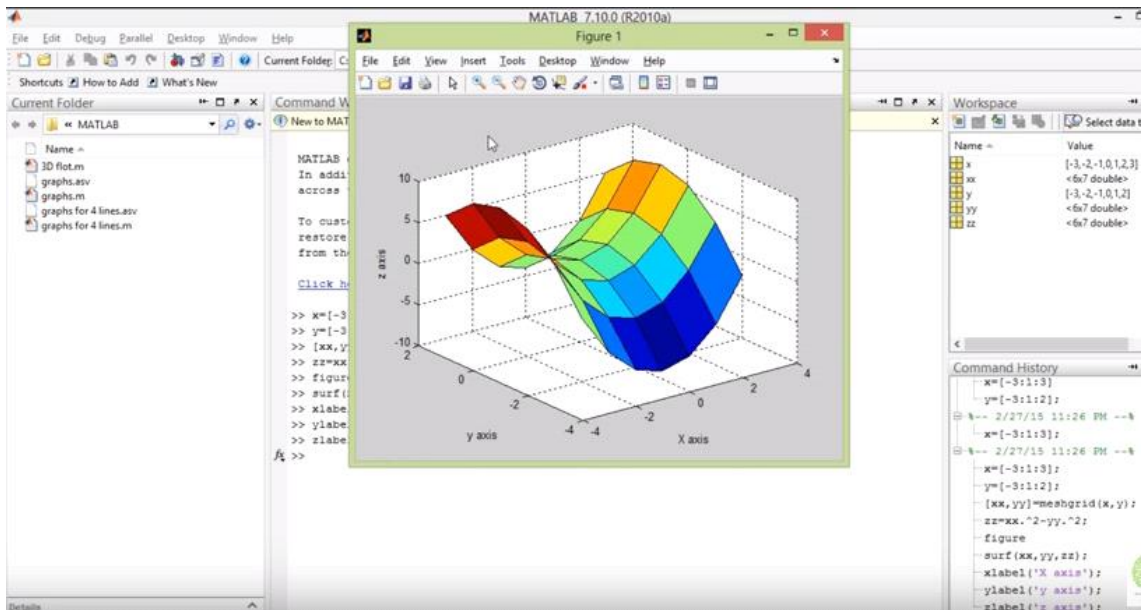 MATLAB 7.10.0 (R2010a)
File Edit Debug Parallel Desktop Window Help
Current Folder: C:
Shortcuts How to Add What's New
Current Folder
« MATLAB
Name
3D flot.m
graphs.asv
graphs.m
graphs for 4 lines.asv
graphs for 4 lines.m
Details
Command W
New to MAT
MATLAB
In addi
across
To custo
restore
from the
Click h
>> x=[-3
>> y=[-3
>> [xx,y
>> zz=xx
>> figur
>> surf(
>> xlabe
>> ylabe
>> zlabe
fx >>
Figure 1
File Edit View Insert Tools Desktop Window Help
10
5
0
-5
-10
z axis
2
0
-2
-4
y axis
-4
-2
0
2
4
X axis
Workspace
Select data t
Name Value
x [-3,-2,-1,0,1,2,3]
xx <6x7 double>
y [-3,-2,-1,0,1,2]
yy <6x7 double>
zz <6x7 double>
Command History
x=[-3:1:3]
y=[-3:1:2];
%-- 2/27/15 11:26 PM --%
x=[-3:1:3];
%-- 2/27/15 11:26 PM --%
x=[-3:1:3];
y=[-3:1:2];
[xx,yy]=meshgrid(x,y);
zz=xx.^2-yy.^2;
figure
surf(xx,yy,zz);
xlabel('X axis');
ylabel('y axis');
zlabel('z axis');